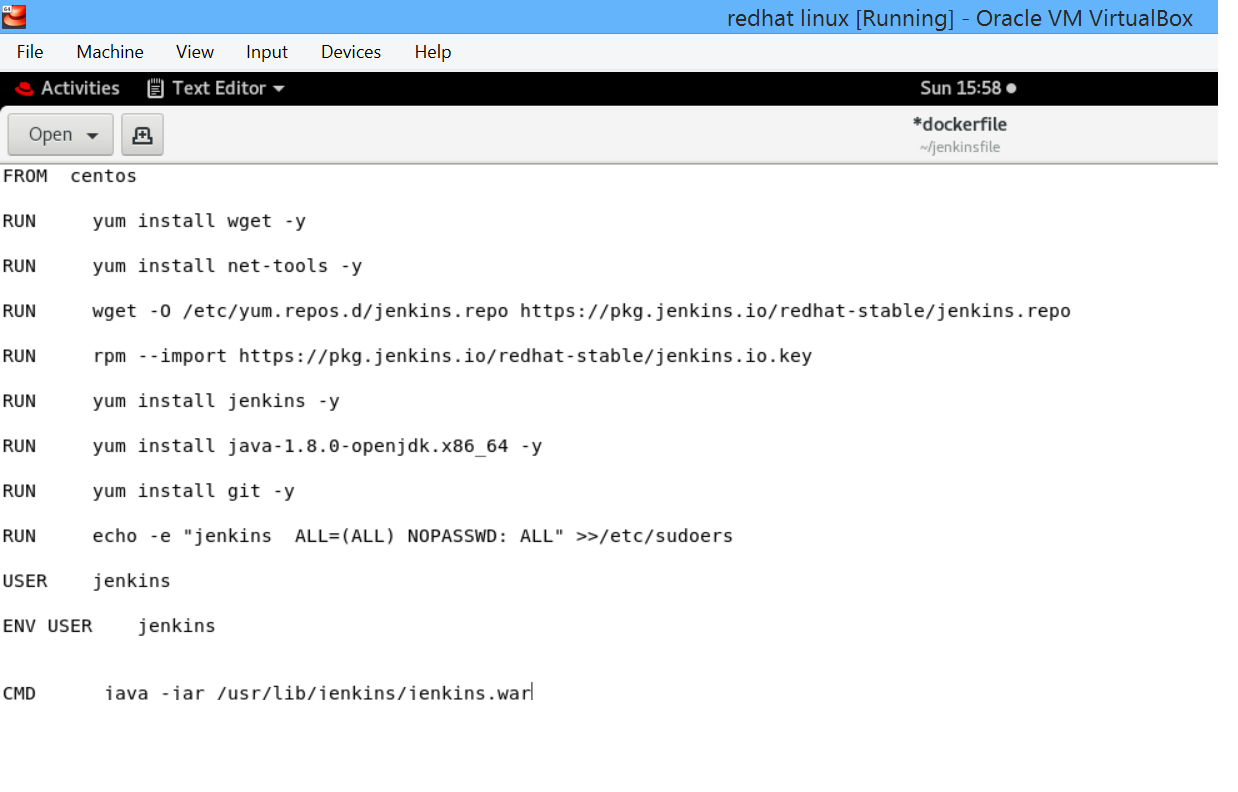 64
redhat linux [Running] - Oracle VM VirtualBox
File Machine View Input Devices Help
Activities Text Editor Sun 15:58
Open *dockerfile
~/jenkinsfile
FROM centos
RUN yum install wget -y
RUN yum install net-tools -y
RUN wget -O /etc/yum.repos.d/jenkins.repo https://pkg.jenkins.io/redhat-stable/jenkins.repo
RUN rpm --import https://pkg.jenkins.io/redhat-stable/jenkins.io.key
RUN yum install jenkins -y
RUN yum install java-1.8.0-openjdk.x86_64 -y
RUN yum install git -y
RUN echo -e "jenkins ALL=(ALL) NOPASSWD: ALL" >>/etc/sudoers
USER jenkins
ENV USER jenkins
CMD java -jar /usr/lib/jenkins/jenkins.war